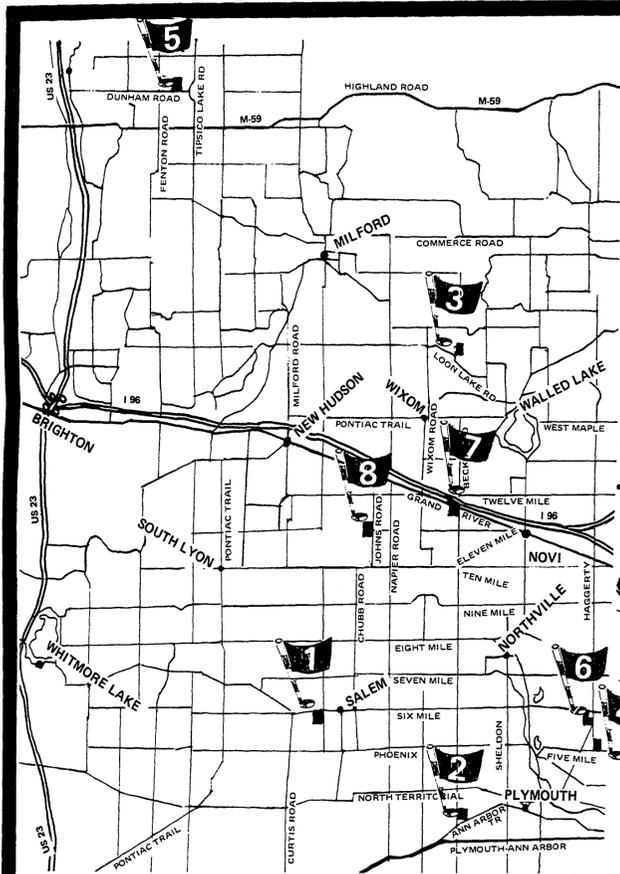 5
US 23
DUNHAM ROAD
FENTON ROAD
TIPSICO LAKE RD
HIGHLAND ROAD
M-59
M-59
MILFORD
COMMERCE ROAD
3
LOON LAKE RD
MILFORD ROAD
WIXOM
WALLED LAKE
I 96
NEW HUDSON
PONTIAC TRAIL
WIXOM ROAD
WEST MAPLE
BRIGHTON
7
8
US 23
PONTIAC TRAIL
SOUTH LYON
GRAND RIVER
TWELVE MILE
I 96
JOHNS ROAD
NAPIER ROAD
ELEVEN MILE
NOVI
TEN MILE
HAGGERTY
CHUBB ROAD
NINE MILE
NORTHVILLE
EIGHT MILE
WHITMORE LAKE
1
SEVEN MILE
6
SALEM
SIX MILE
SHELDON
PHOENIX
2
FIVE MILE
NORTH TERRITORIAL
PLYMOUTH
CURTIS ROAD
ANN ARBOR TR
US 23
PONTIAC TRAIL
PLYMOUTH-ANN ARBOR